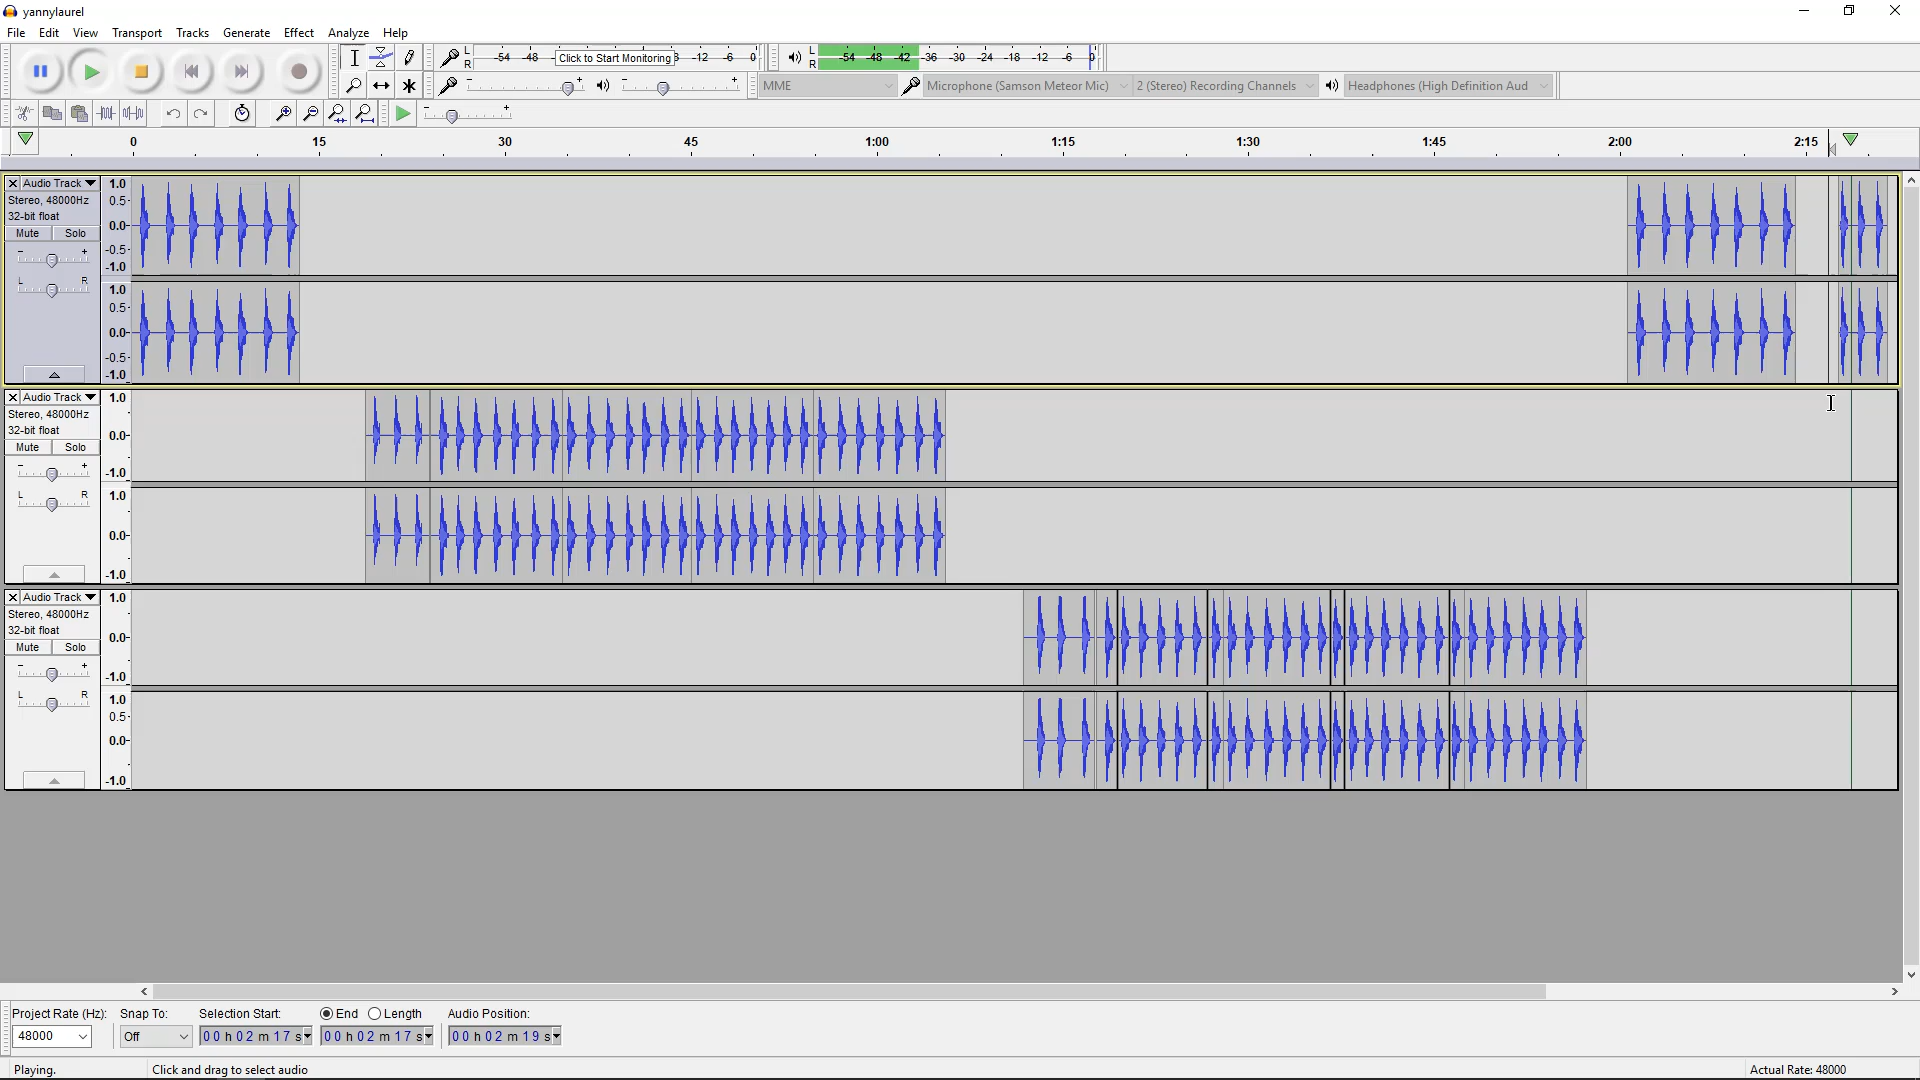 yannylaurel
File Edit View Transport Tracks Generate Effect Analyze Help
L R -54 -48 Click to Start Monitoring -12 -6 0 L R -54 -48 -42 -36 -30 -24 -18 -12 -6 0
- + - + MME Microphone (Samson Meteor Mic) 2 (Stereo) Recording Channels Headphones (High Definition Aud
- +
0 15 30 45 1:00 1:15 1:30 1:45 2:00 2:15
X Audio Track 1.0
Stereo, 48000Hz 0.5
32-bit float
0.0
Mute Solo
- + -0.5
-1.0
L R 1.0
0.5
0.0
-0.5
-1.0
X Audio Track 1.0
Stereo, 48000Hz
32-bit float 0.0
Mute Solo
- + -1.0
L R 1.0
0.0
-1.0
X Audio Track 1.0
Stereo, 48000Hz
32-bit float 0.0
Mute Solo
- + -1.0
L R 1.0
0.5
0.0
-1.0
Project Rate (Hz): Snap To: Selection Start: End Length Audio Position:
48000 Off 00 h 02 m 17 s 00 h 02 m 17 s 00 h 02 m 19 s
Playing. Click and drag to select audio Actual Rate: 48000